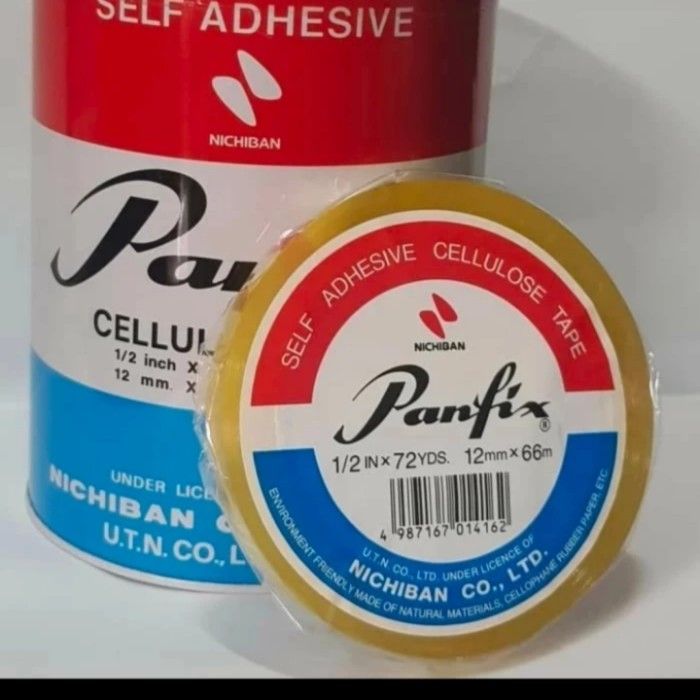 SELF ADHESIVE
NICHIBAN
Pan
CELLUL
1/2 inch x
12 mm. x
UNDER LICE
NICHIBAN C
U.T.N. CO., L
SELF ADHESIVE CELLULOSE TAPE
NICHIBAN
Panfix®
1/2 IN x 72 YDS. 12mm x 66m
4 987167 014162
U.T.N. CO., LTD. UNDER LICENCE OF
NICHIBAN CO., LTD.
ENVIRONMENT FRIENDLY MADE OF NATURAL MATERIALS, CELLOPHANE RUBBER PAPER, ETC